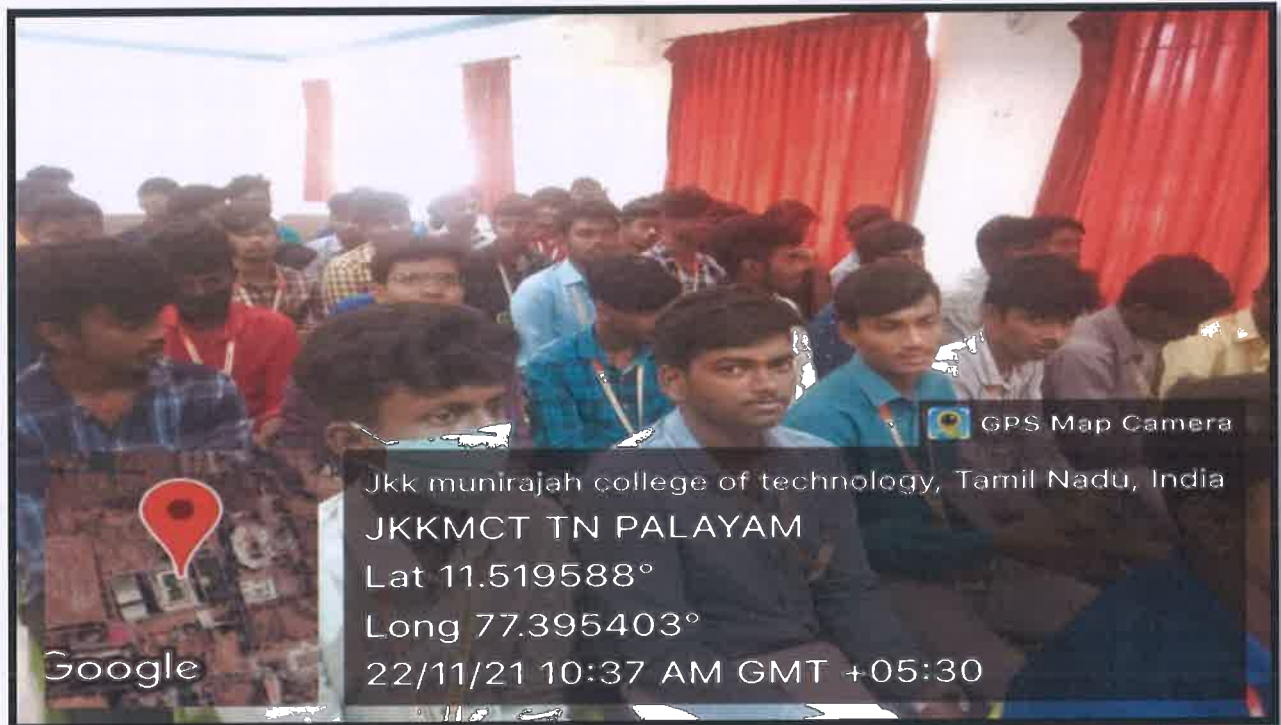 GPS Map Camera
Jkk munirajah college of technology, Tamil Nadu, India
JKKMCT TN PALAYAM
Lat 11.519588°
Long 77.395403°
22/11/21 10:37 AM GMT +05:30
Google